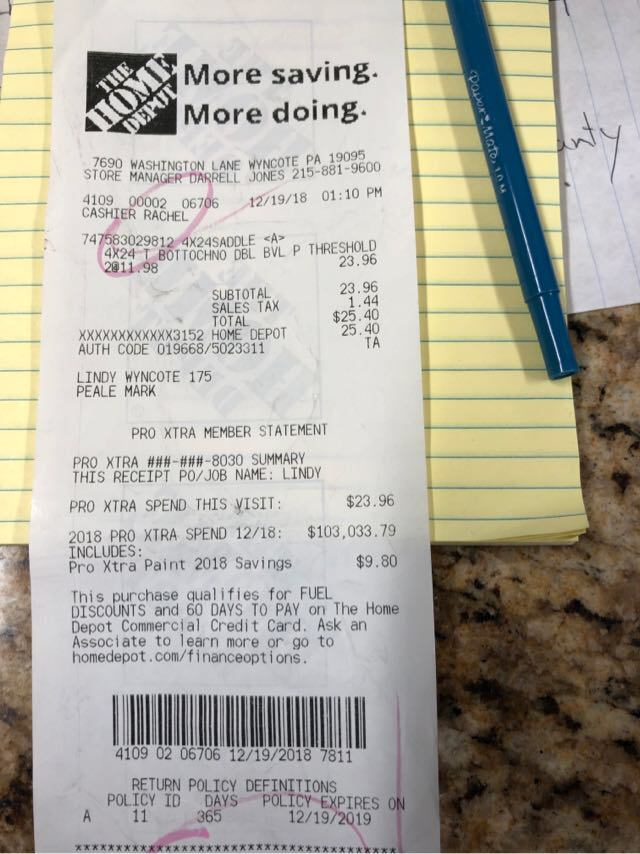 THE HOME DEPOT
More saving.
More doing.
7690 WASHINGTON LANE WYNCOTE PA 19095
STORE MANAGER DARRELL JONES 215-881-9600
4109 00002 06706 12/19/18 01:10 PM
CASHIER RACHEL
747583029812 4X24SADDLE <A>
4X24 T BOTTOCHNO DBL BVL P THRESHOLD
2@11.98 23.96
SUBTOTAL 23.96
SALES TAX 1.44
TOTAL $25.40
XXXXXXXXXXXX3152 HOME DEPOT 25.40
AUTH CODE 019668/5023311 TA
LINDY WYNCOTE 175
PEALE MARK
PRO XTRA MEMBER STATEMENT
PRO XTRA ###-###-8030 SUMMARY
THIS RECEIPT PO/JOB NAME: LINDY
PRO XTRA SPEND THIS VISIT: $23.96
2018 PRO XTRA SPEND 12/18: $103,033.79
INCLUDES:
Pro Xtra Paint 2018 Savings $9.80
This purchase qualifies for FUEL
DISCOUNTS and 60 DAYS TO PAY on The Home
Depot Commercial Credit Card. Ask an
Associate to learn more or go to
homedepot.com/financeoptions.
4109 02 06706 12/19/2018 7811
RETURN POLICY DEFINITIONS
POLICY ID DAYS POLICY EXPIRES ON
A 11 365 12/19/2019
*******************************************
Paper:Mate